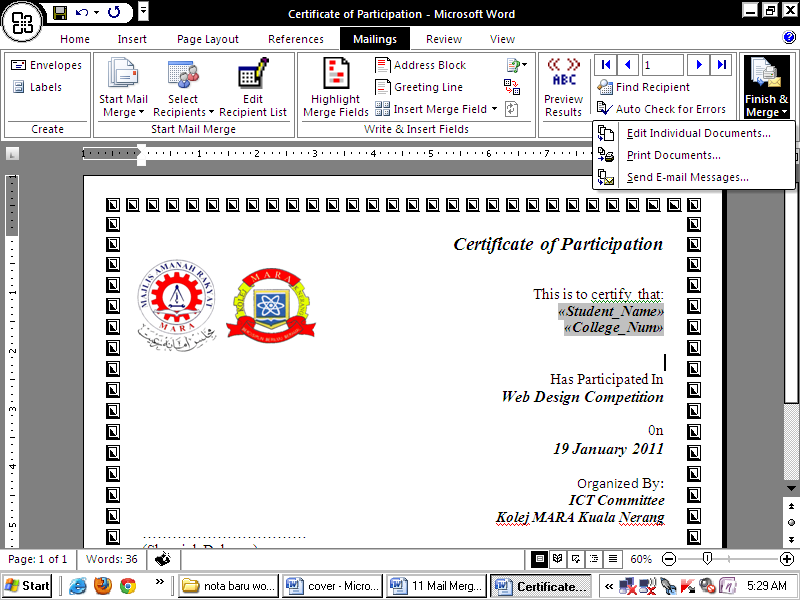 Certificate of Participation - Microsoft Word
Home Insert Page Layout References Mailings Review View
Envelopes
Labels
Create
Start Mail Merge
Select Recipients
Edit Recipient List
Start Mail Merge
Highlight Merge Fields
Address Block
Greeting Line
Insert Merge Field
Write & Insert Fields
ABC
Preview Results
1
Find Recipient
Auto Check for Errors
Finish & Merge
Edit Individual Documents...
Print Documents...
Send E-mail Messages...
Certificate of Participation
MAJLIS AMANAH RAKYAT
MARA
MARA
This is to certify that:
«Student_Name»
«College_Num»
Has Participated In
Web Design Competition
On
19 January 2011
Organized By:
ICT Committee
Kolej MARA Kuala Nerang
Page: 1 of 1 Words: 36 60%
Start nota baru wo... cover - Micro... 11 Mail Merg... Certificate... 5:29 AM